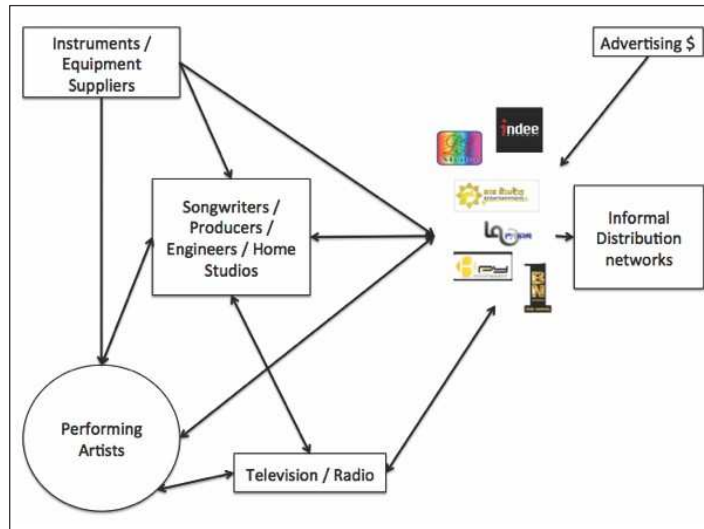 Instruments /
Equipment
Suppliers
Advertising $
indee
Songwriters /
Producers /
Engineers / Home
Studios
Informal
Distribution
networks
Performing
Artists
Television / Radio